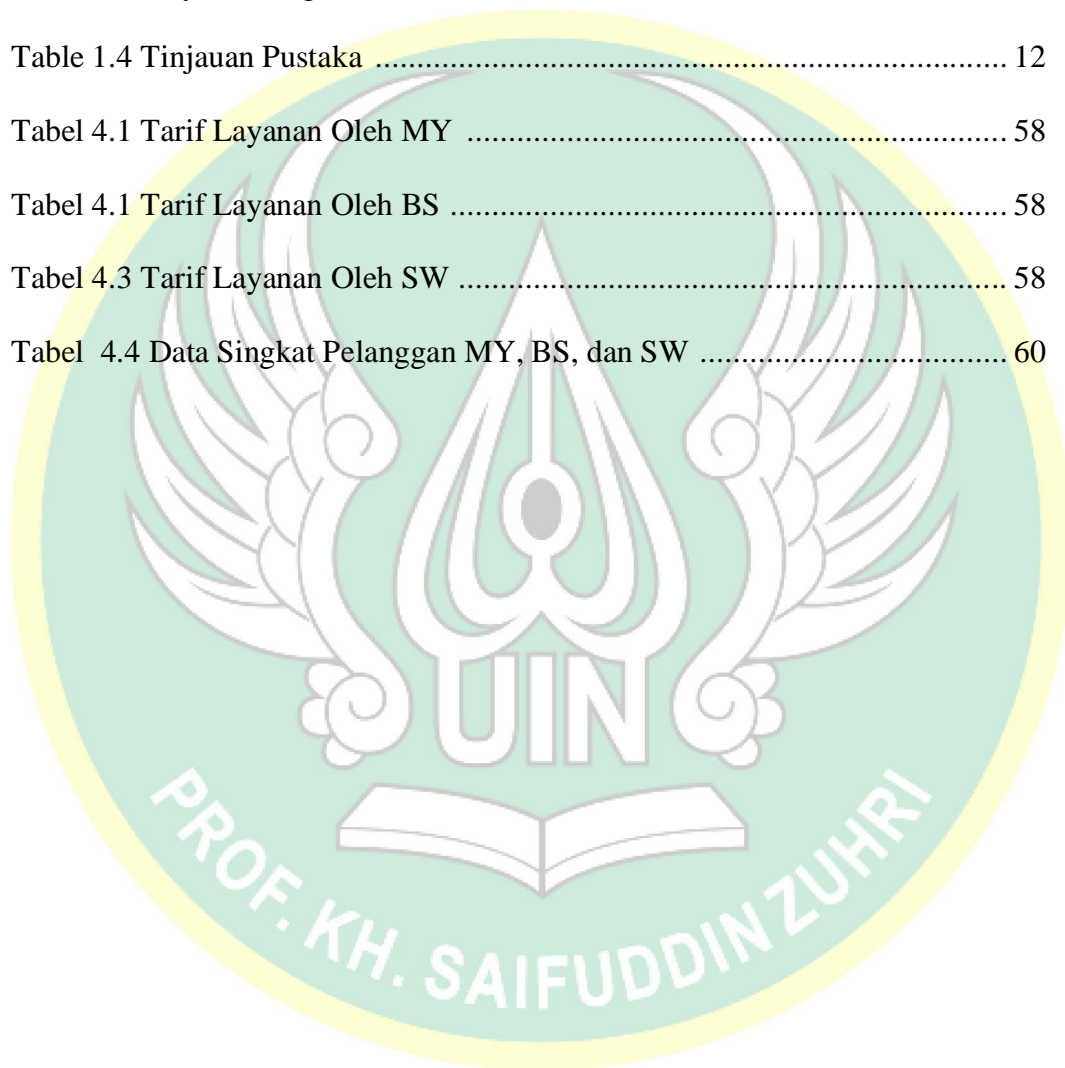 Table 1.4 Tinjauan Pustaka ............................................................................... 12
Tabel 4.1 Tarif Layanan Oleh MY .................................................................... 58
Tabel 4.1 Tarif Layanan Oleh BS ...................................................................... 58
Tabel 4.3 Tarif Layanan Oleh SW ..................................................................... 58
Tabel  4.4 Data Singkat Pelanggan MY, BS, dan SW ....................................... 60
UIN
PROF. KH. SAIFUDDIN ZUHRI